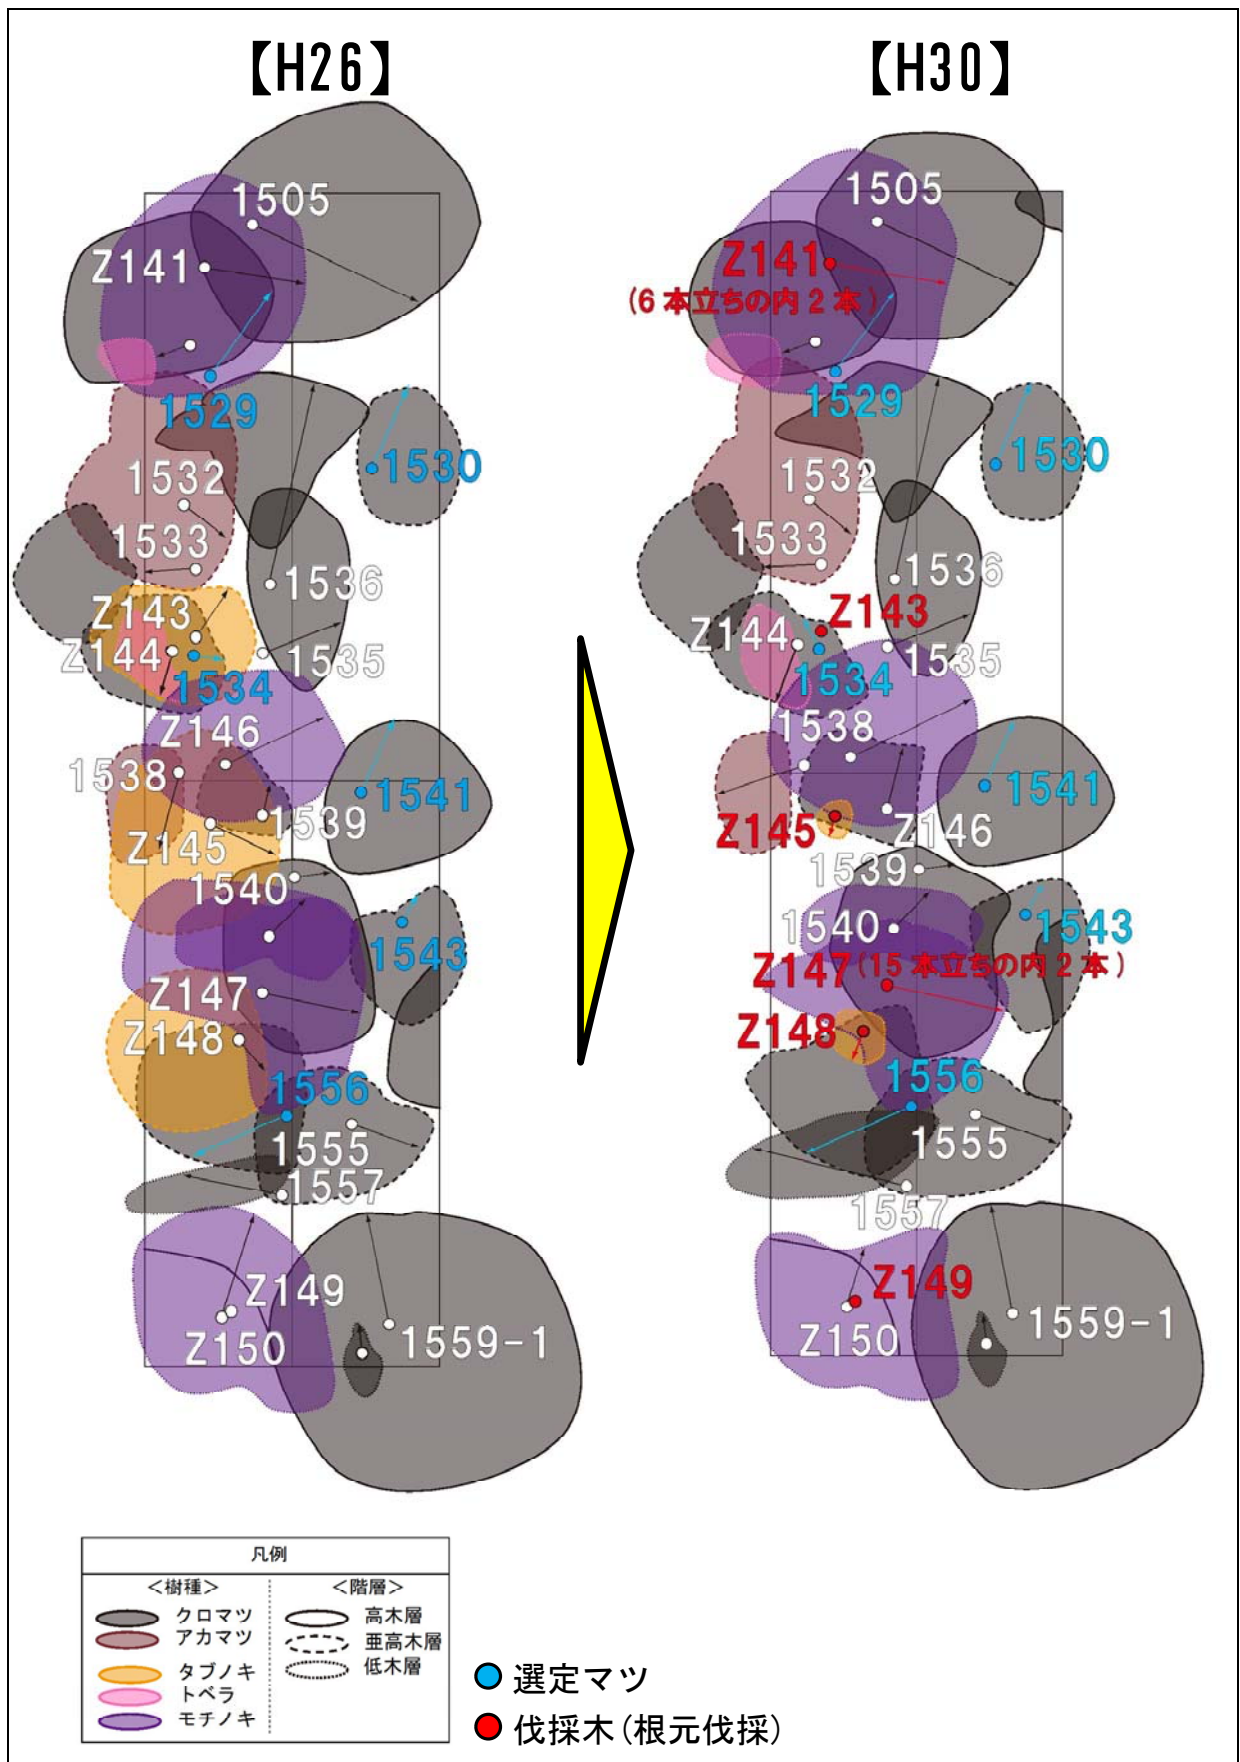 【H26】
1505
Z141
1529
1530
1532
1533
1536
Z143
Z144
1535
1534
Z146
1538
1541
1539
Z145
1540
1543
Z147
Z148
1556
1555
1557
Z149
Z150
1559-1
【H30】
1505
Z141
(6本立ちの内2本)
1529
1530
1532
1533
1536
Z143
Z144
1535
1534
1538
1541
Z145
Z146
1539
1540
1543
Z147(15本立ちの内2本)
Z148
1556
1555
1557
Z149
Z150
1559-1
凡例
＜樹種＞ ＜階層＞
クロマツ 高木層
アカマツ 亜高木層
タブノキ 低木層
トベラ
モチノキ
選定マツ
伐採木(根元伐採)